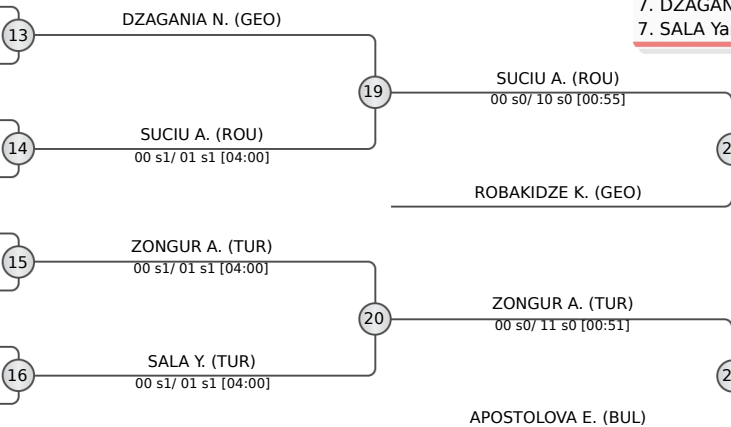 7. DZAGAN
7. SALA Ya
13
DZAGANIA N. (GEO)
19
SUCIU A. (ROU)
00 s0/ 10 s0 [00:55]
14
SUCIU A. (ROU)
00 s1/ 01 s1 [04:00]
2
ROBAKIDZE K. (GEO)
15
ZONGUR A. (TUR)
00 s1/ 01 s1 [04:00]
20
ZONGUR A. (TUR)
00 s0/ 11 s0 [00:51]
16
SALA Y. (TUR)
00 s1/ 01 s1 [04:00]
2
APOSTOLOVA E. (BUL)